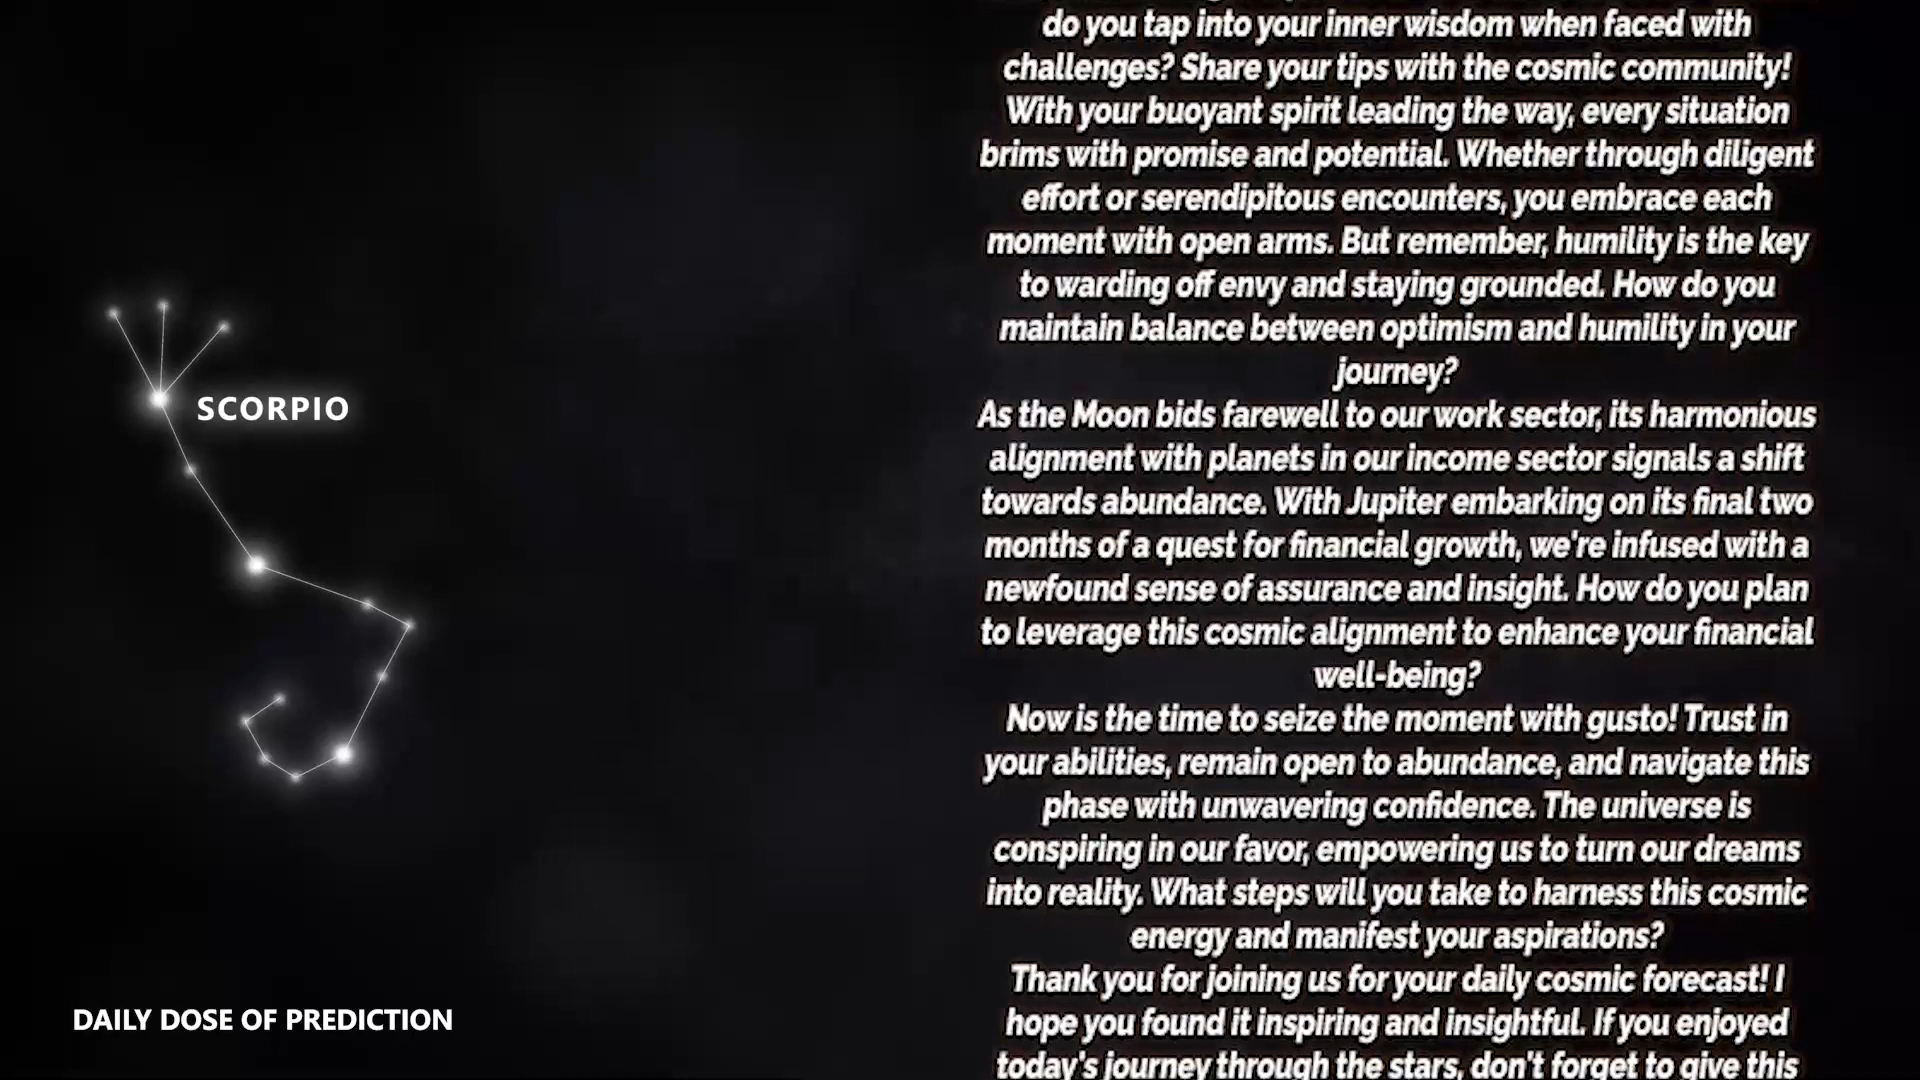 do you tap into your inner wisdom when faced with
challenges? Share your tips with the cosmic community!
With your buoyant spirit leading the way, every situation
brims with promise and potential. Whether through diligent
effort or serendipitous encounters, you embrace each
moment with open arms. But remember, humility is the key
to warding off envy and staying grounded. How do you
maintain balance between optimism and humility in your
journey?
As the Moon bids farewell to our work sector, its harmonious
alignment with planets in our income sector signals a shift
towards abundance. With Jupiter embarking on its final two
months of a quest for financial growth, we're infused with a
newfound sense of assurance and insight. How do you plan
to leverage this cosmic alignment to enhance your financial
well-being?
Now is the time to seize the moment with gusto! Trust in
your abilities, remain open to abundance, and navigate this
phase with unwavering confidence. The universe is
conspiring in our favor, empowering us to turn our dreams
into reality. What steps will you take to harness this cosmic
energy and manifest your aspirations?
Thank you for joining us for your daily cosmic forecast! I
hope you found it inspiring and insightful. If you enjoyed
today's journey through the stars, don't forget to give this
SCORPIO
DAILY DOSE OF PREDICTION